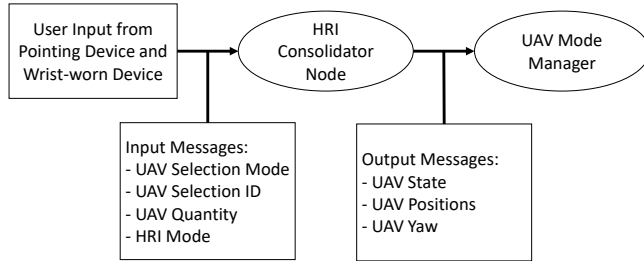 User Input from
Pointing Device and
Wrist-worn Device
HRI
Consolidator
Node
UAV Mode
Manager
Input Messages:
- UAV Selection Mode
- UAV Selection ID
- UAV Quantity
- HRI Mode
Output Messages:
- UAV State
- UAV Positions
- UAV Yaw